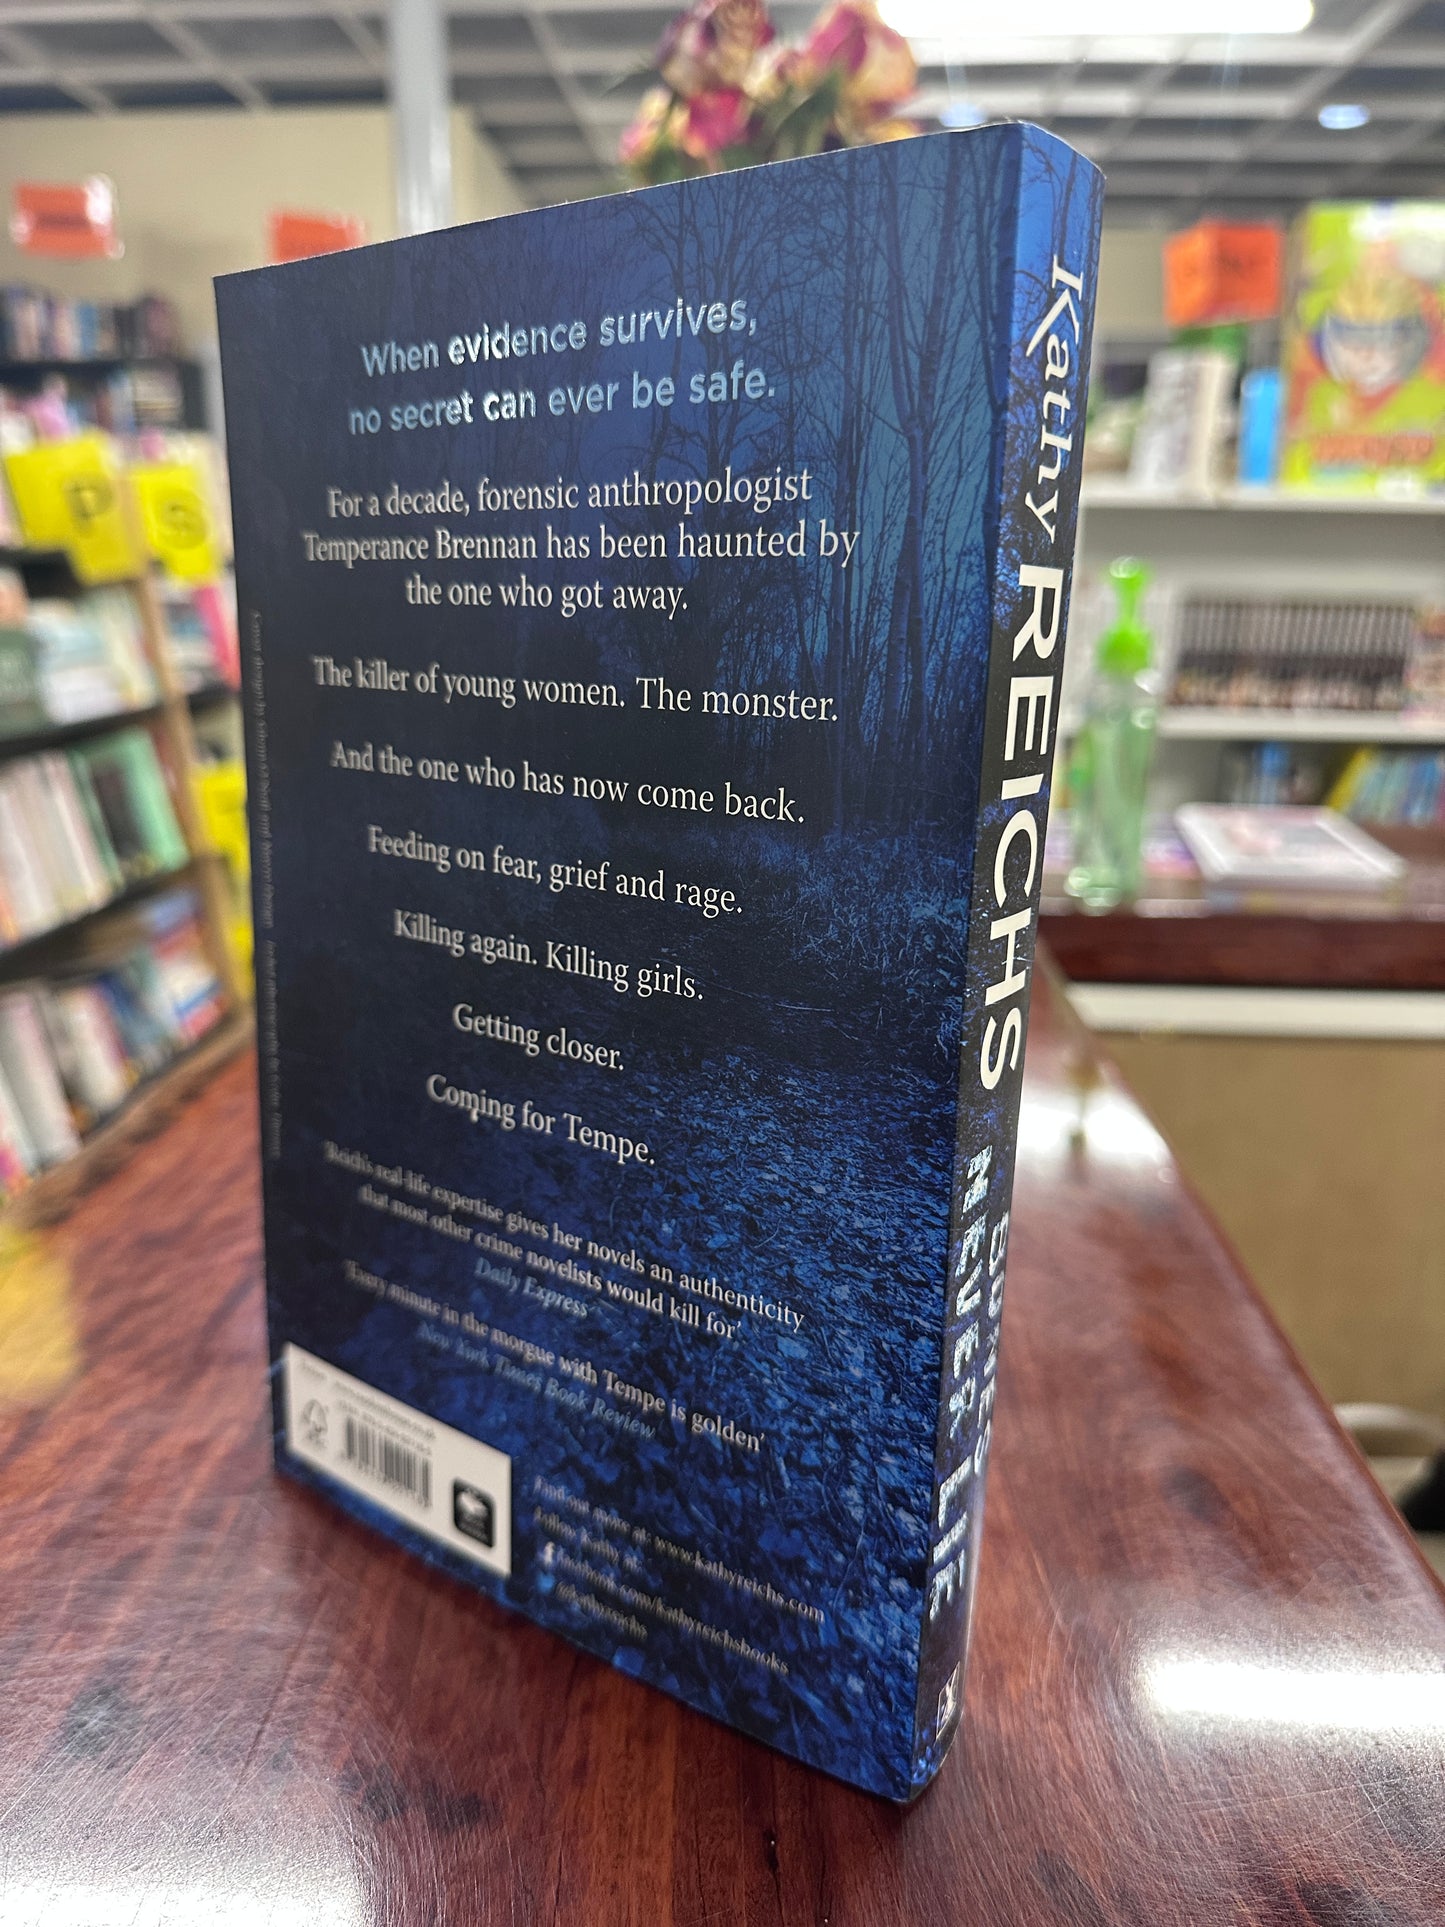 When evidence survives,
no secret can ever be safe.
For a decade, forensic anthropologist
Temperance Brennan has been haunted by
the one who got away.
The killer of young women. The monster.
And the one who has now come back.
Feeding on fear, grief and rage.
Killing again. Killing girls.
Getting closer.
Coming for Tempe.
'Reichs's real-life expertise gives her novels an authenticity
that most other crime novelists would kill for'
Daily Express
'Every minute in the morgue with Tempe is golden'
New York Times Book Review
Find out more at: www.kathyreichs.com
Follow Kathy at:
facebook.com/kathyreichsbooks
@kathyreichs
Kathy REICHS
BONES
NEVER LIE
P
S